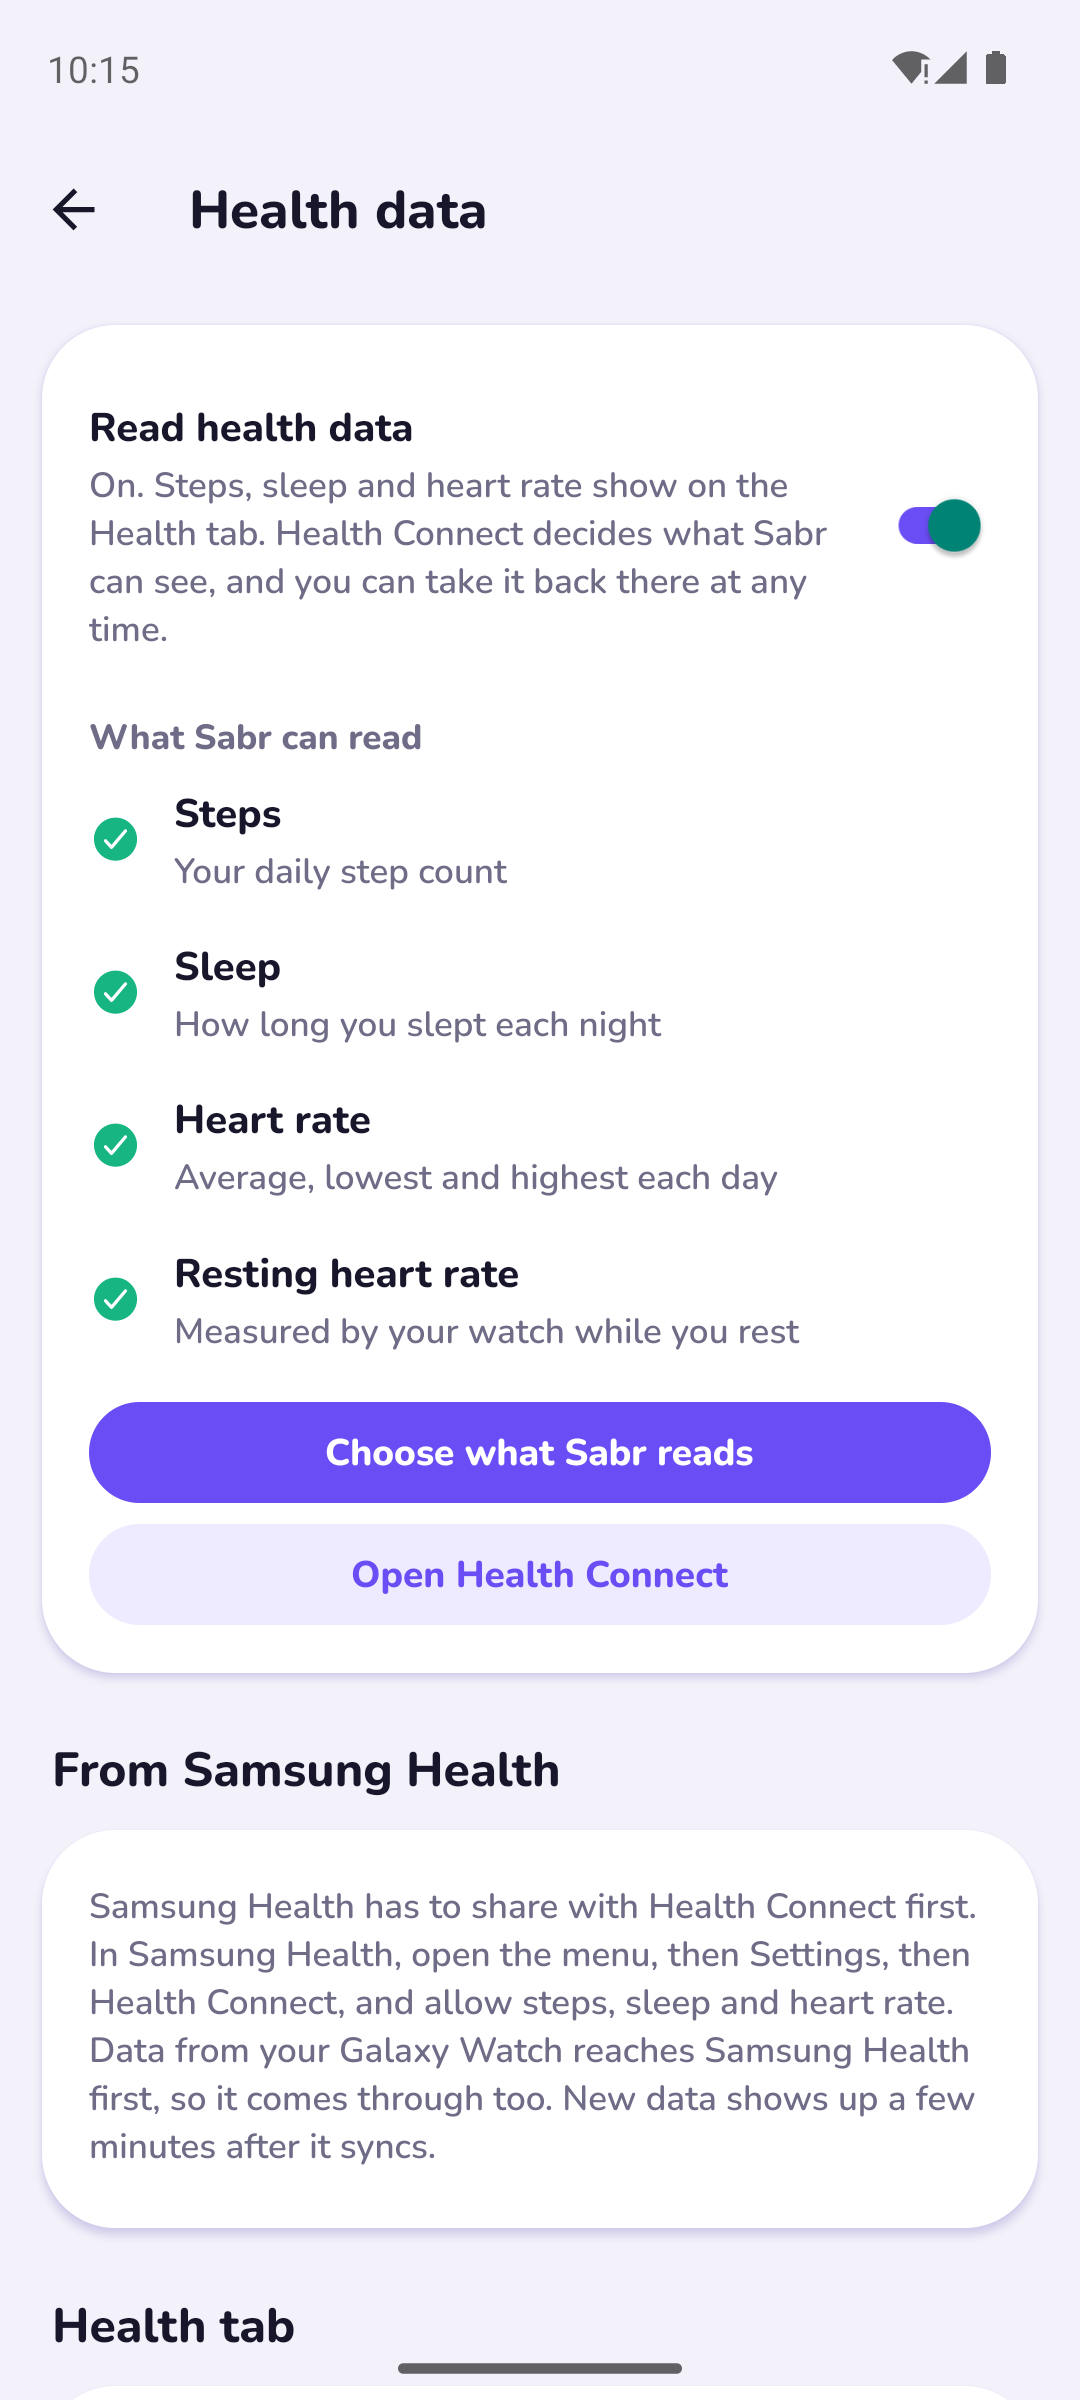 10:15
Health data
Read health data
On. Steps, sleep and heart rate show on the
Health tab. Health Connect decides what Sabr
can see, and you can take it back there at any
time.
What Sabr can read
Steps
Your daily step count
Sleep
How long you slept each night
Heart rate
Average, lowest and highest each day
Resting heart rate
Measured by your watch while you rest
Choose what Sabr reads
Open Health Connect
From Samsung Health
Samsung Health has to share with Health Connect first.
In Samsung Health, open the menu, then Settings, then
Health Connect, and allow steps, sleep and heart rate.
Data from your Galaxy Watch reaches Samsung Health
first, so it comes through too. New data shows up a few
minutes after it syncs.
Health tab